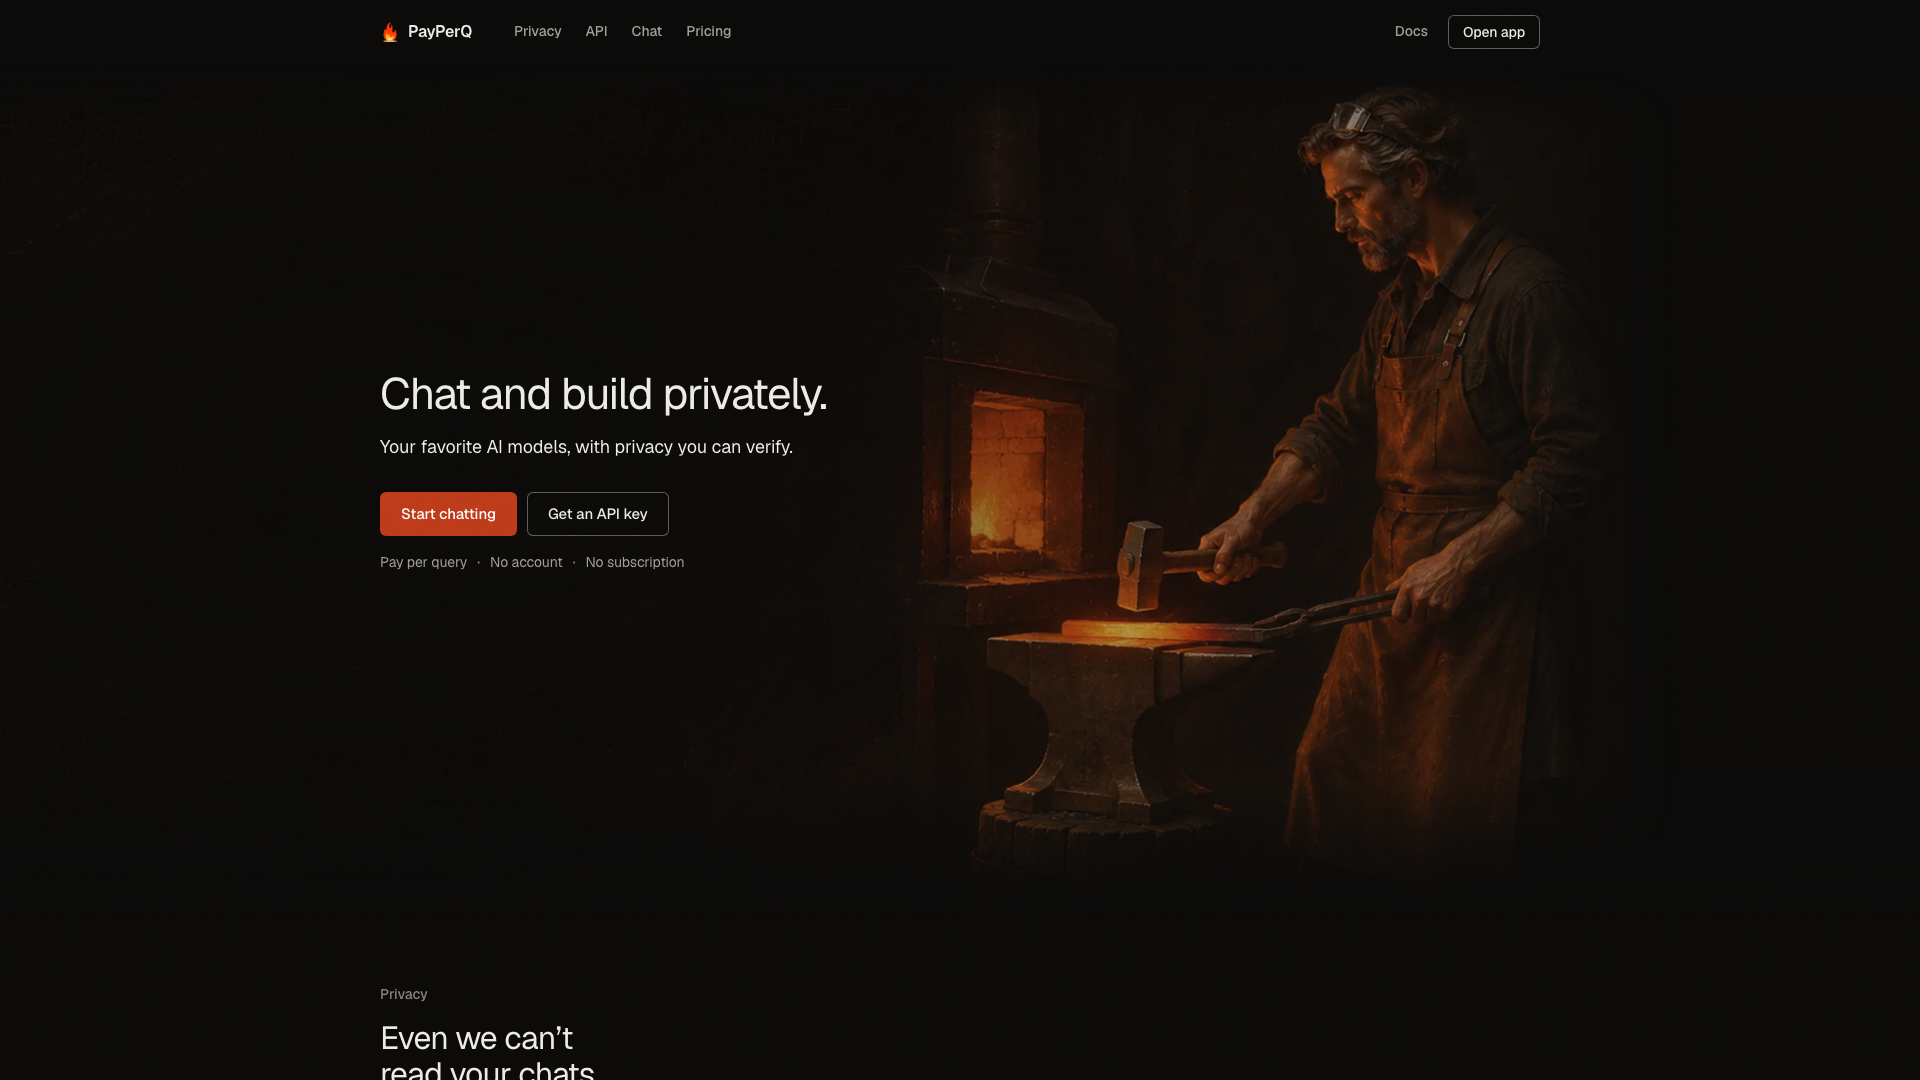 PayPerQ
Privacy
API
Chat
Pricing
Docs
Open app
Chat and build privately.
Your favorite AI models, with privacy you can verify.
Start chatting
Get an API key
Pay per query · No account · No subscription
Privacy
Even we can’t
read your chats